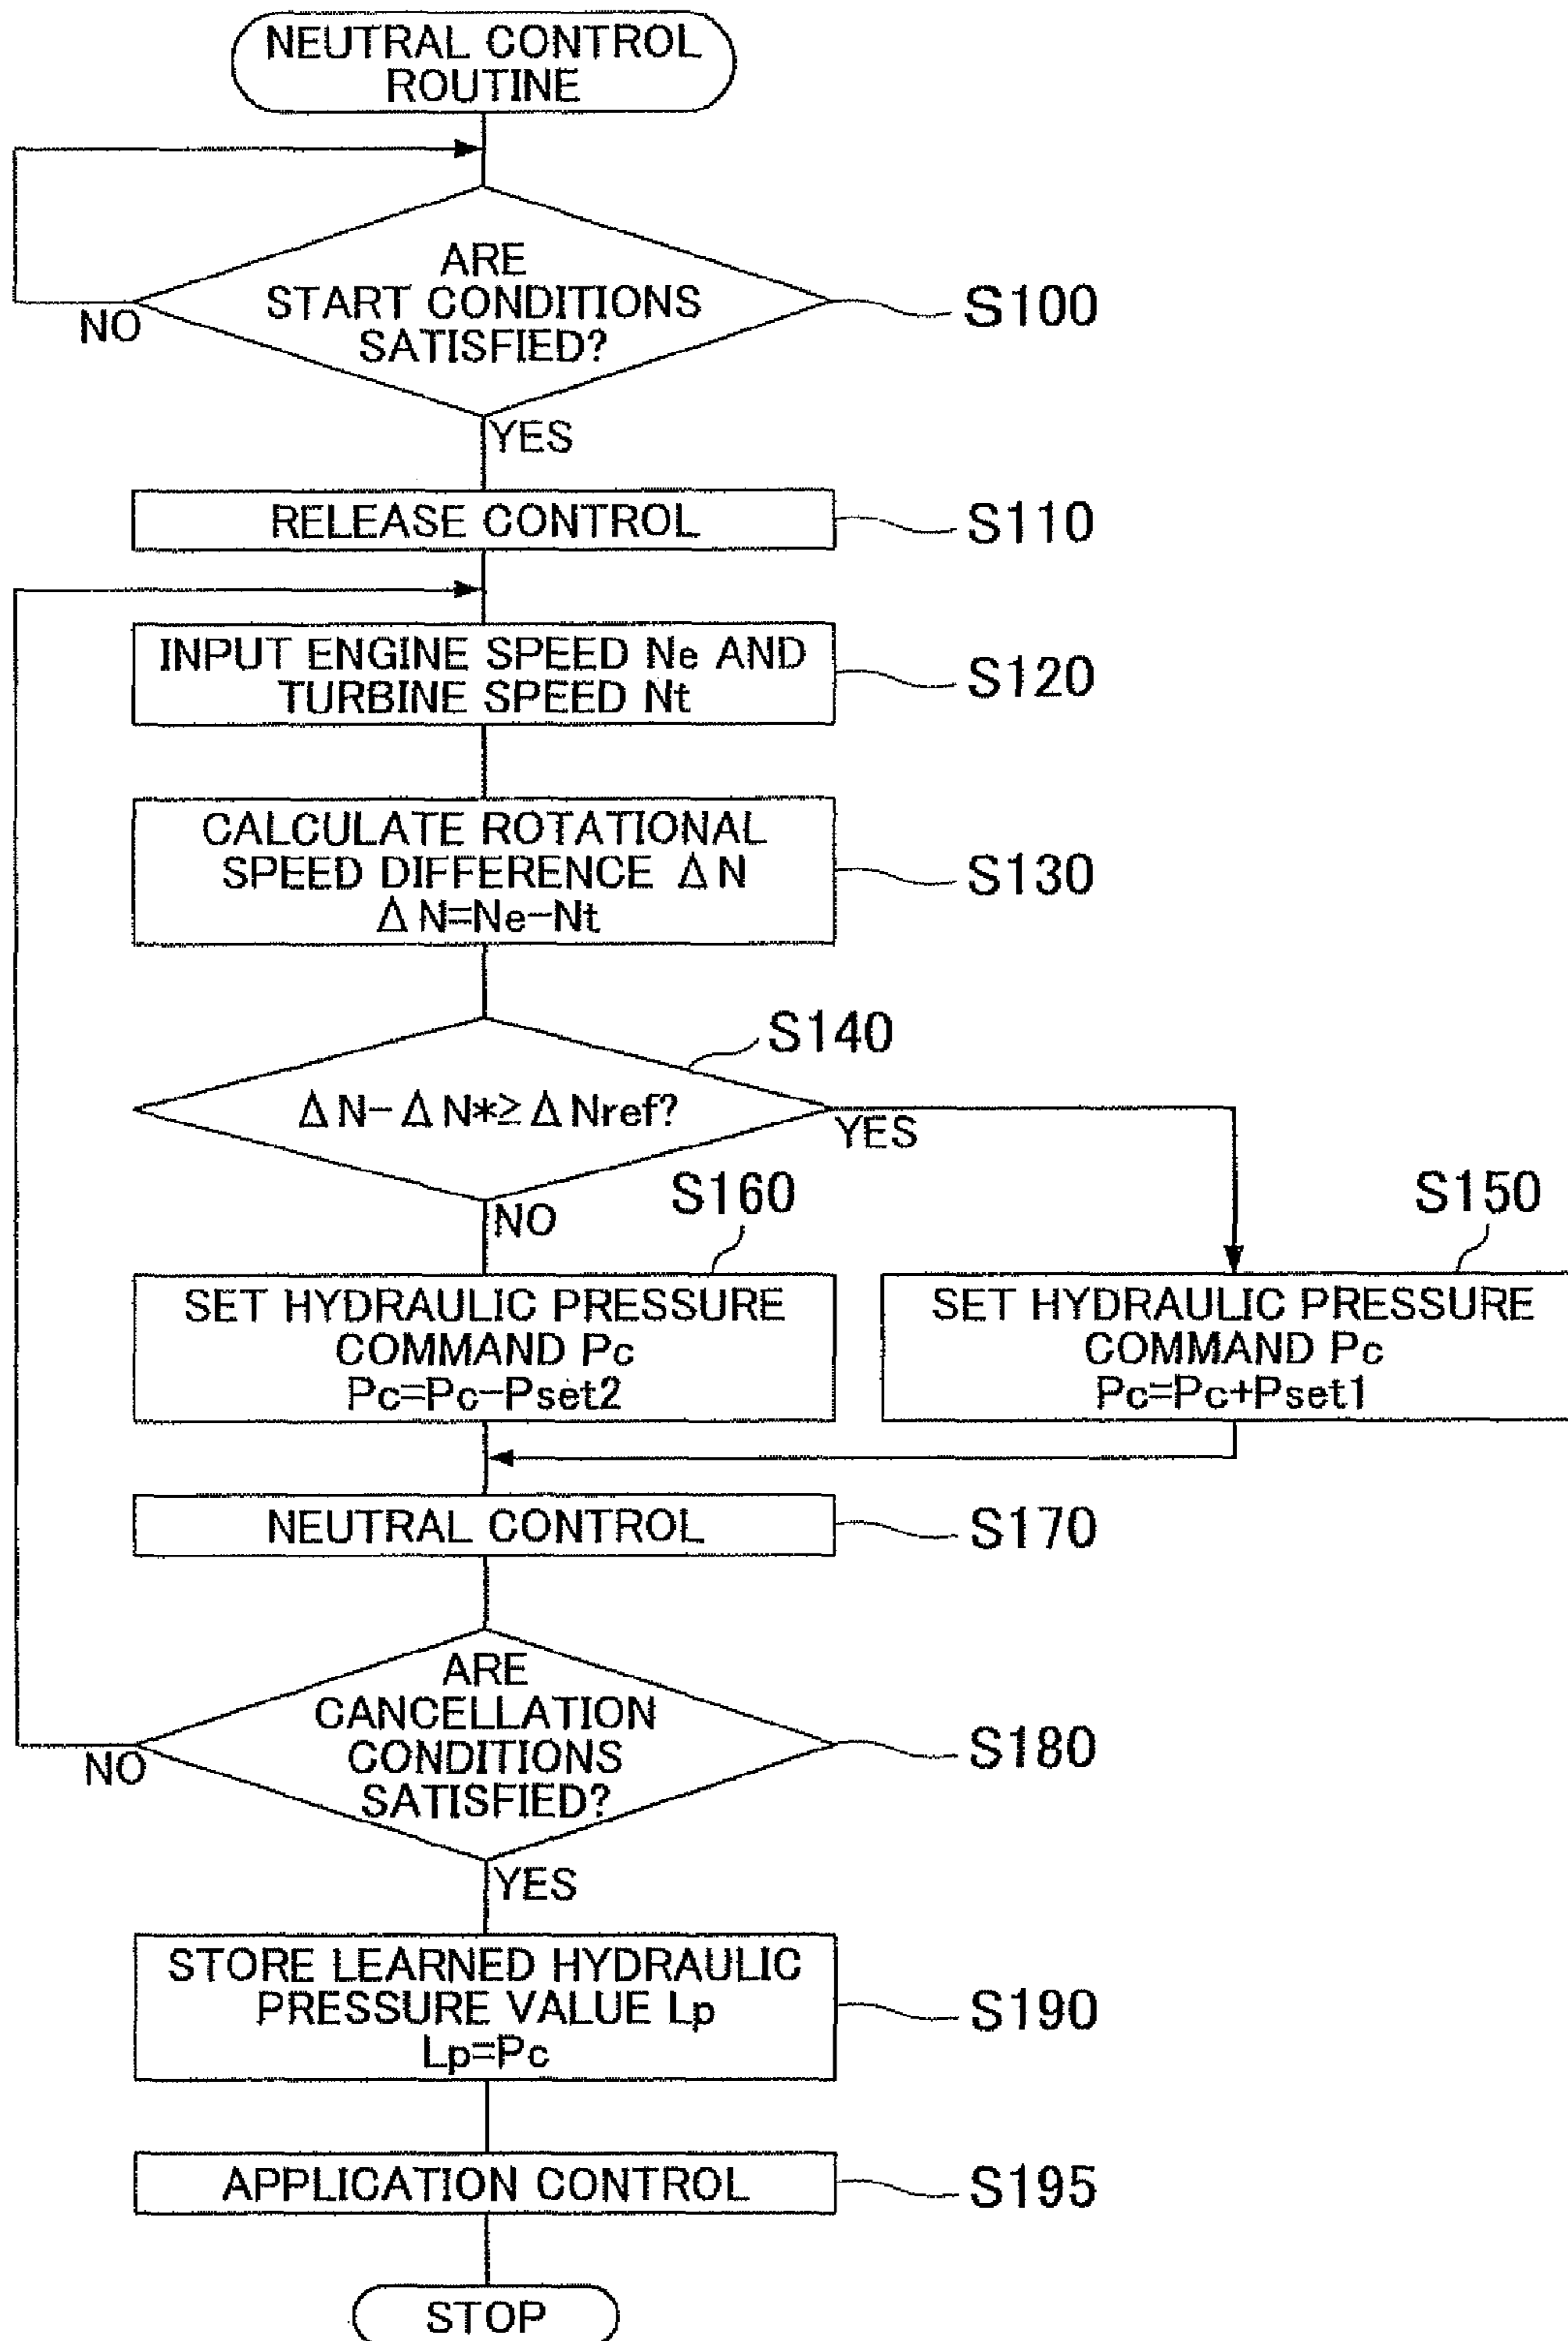 NEUTRAL CONTROL
ROUTINE
ARE
START CONDITIONS
SATISFIED?
NO
S100
YES
RELEASE CONTROL
S110
INPUT ENGINE SPEED Ne AND
TURBINE SPEED Nt
S120
CALCULATE ROTATIONAL
SPEED DIFFERENCE ΔN
ΔN=Ne-Nt
S130
S140
ΔN-ΔN*≥ΔNref?
YES
NO
S160
SET HYDRAULIC PRESSURE
COMMAND Pc
Pc=Pc-Pset2
S150
SET HYDRAULIC PRESSURE
COMMAND Pc
Pc=Pc+Pset1
NEUTRAL CONTROL
S170
ARE
CANCELLATION
CONDITIONS
SATISFIED?
NO
S180
YES
STORE LEARNED HYDRAULIC
PRESSURE VALUE Lp
Lp=Pc
S190
APPLICATION CONTROL
S195
STOP